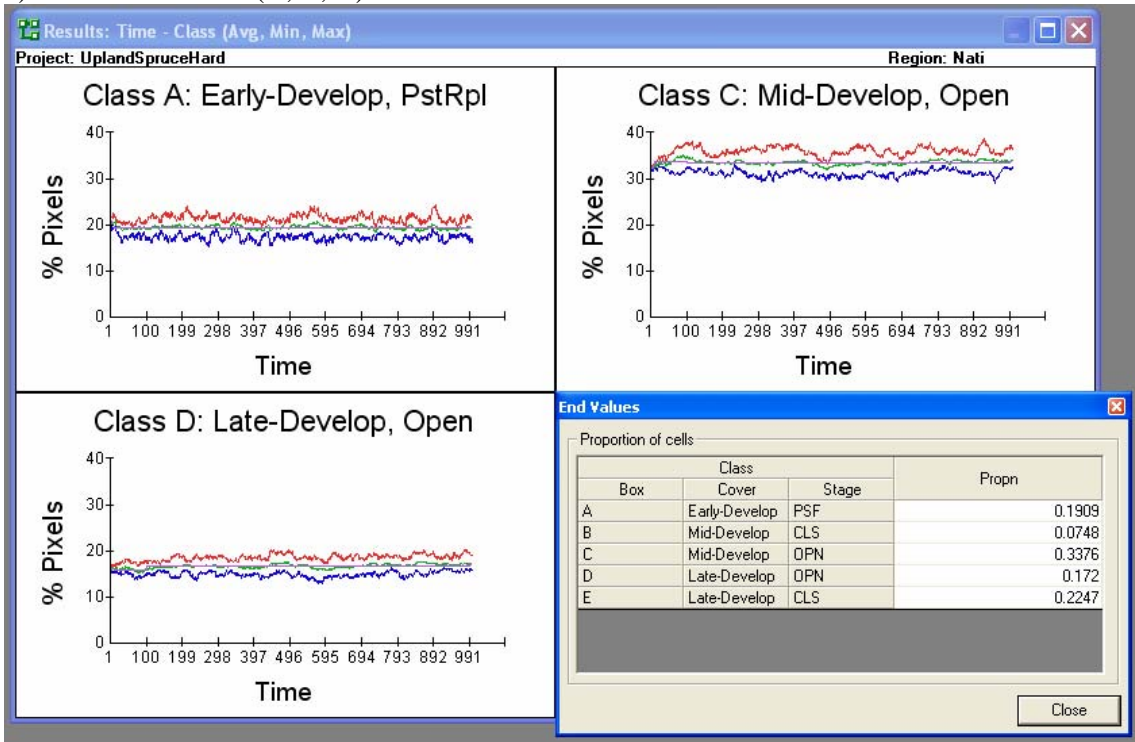 Results: Time - Class (Avg, Min, Max)
Project: UplandSpruceHard Region: Nati
Class A: Early-Develop, PstRpl
40
30
20
10
0
% Pixels
1 100 199 298 397 496 595 694 793 892 991
Time
Class C: Mid-Develop, Open
40
30
20
10
0
% Pixels
1 100 199 298 397 496 595 694 793 892 991
Time
Class D: Late-Develop, Open
40
30
20
10
0
% Pixels
1 100 199 298 397 496 595 694 793 892 991
Time
End Values
Proportion of cells
Class Propn
Box Cover Stage
A Early-Develop PSF 0.1909
B Mid-Develop CLS 0.0748
C Mid-Develop OPN 0.3376
D Late-Develop OPN 0.172
E Late-Develop CLS 0.2247
Close